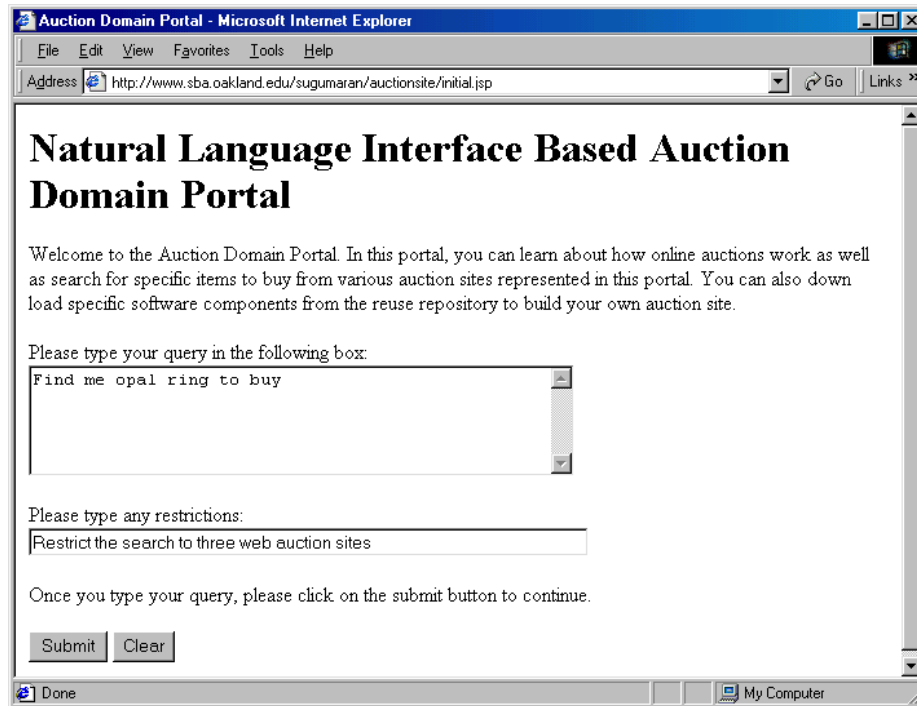 Auction Domain Portal - Microsoft Internet Explorer
File Edit View Favorites Tools Help
Address http://www.sba.oakland.edu/sugumaran/auctionsite/initial.jsp Go Links »
Natural Language Interface Based Auction
Domain Portal
Welcome to the Auction Domain Portal. In this portal, you can learn about how online auctions work as well
as search for specific items to buy from various auction sites represented in this portal. You can also down
load specific software components from the reuse repository to build your own auction site.
Please type your query in the following box:
Find me opal ring to buy
Please type any restrictions:
Restrict the search to three web auction sites
Once you type your query, please click on the submit button to continue.
Submit Clear
Done My Computer